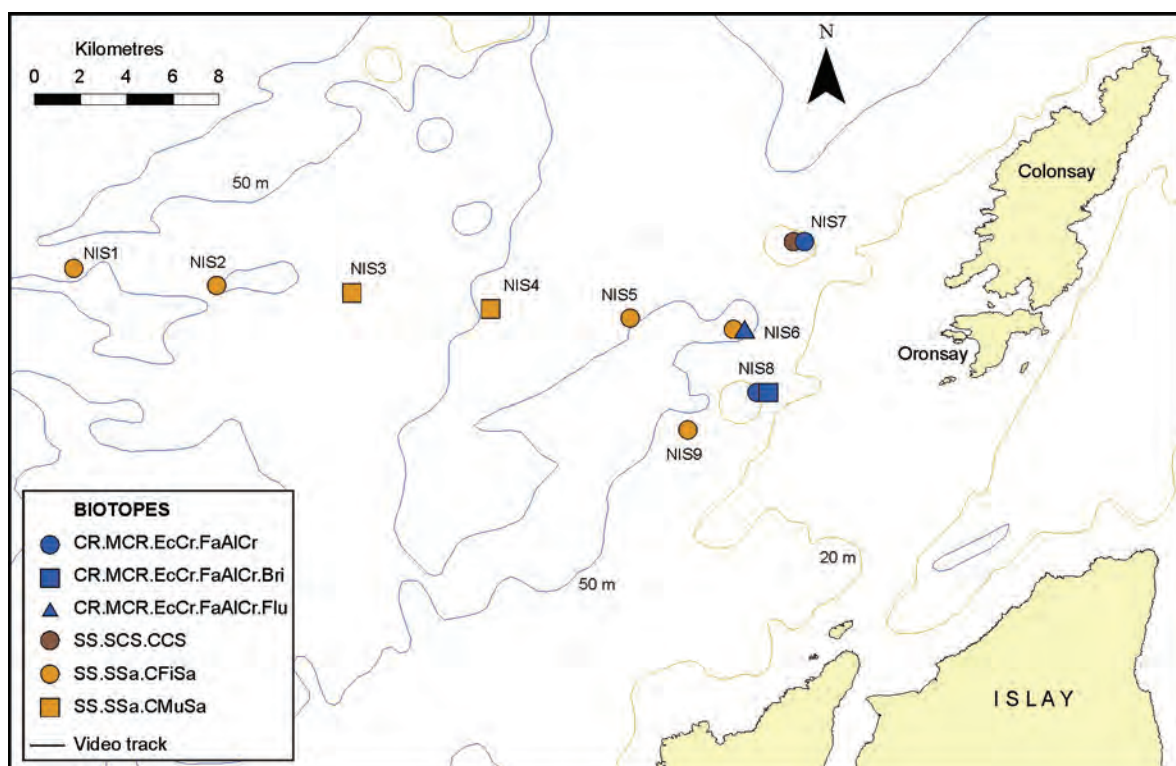 Kilometres
0 2 4 6 8
N
Colonsay
50 m
NIS7
NIS1
NIS2
NIS3
NIS4
NIS5
NIS6
Oronsay
NIS8
NIS9
BIOTOPES
CR.MCR.EcCr.FaAlCr
CR.MCR.EcCr.FaAlCr.Bri
CR.MCR.EcCr.FaAlCr.Flu
SS.SCS.CCS
SS.SSa.CFiSa
SS.SSa.CMuSa
Video track
50 m
20 m
ISLAY